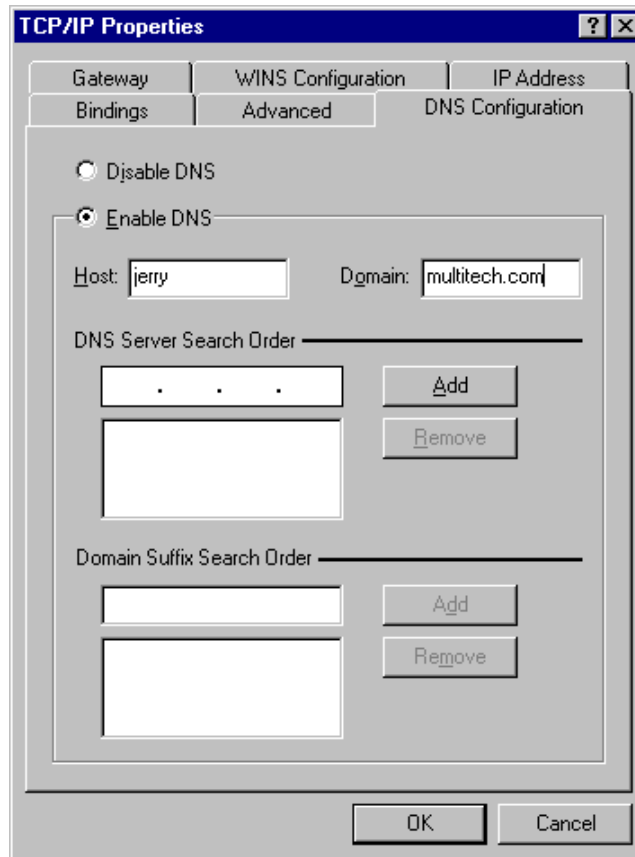 TCP/IP Properties
? X
Gateway WINS Configuration IP Address
Bindings Advanced DNS Configuration
Disable DNS
Enable DNS
Host: jerry Domain: multitech.com
DNS Server Search Order
. . . Add
Remove
Domain Suffix Search Order
Add
Remove
OK Cancel